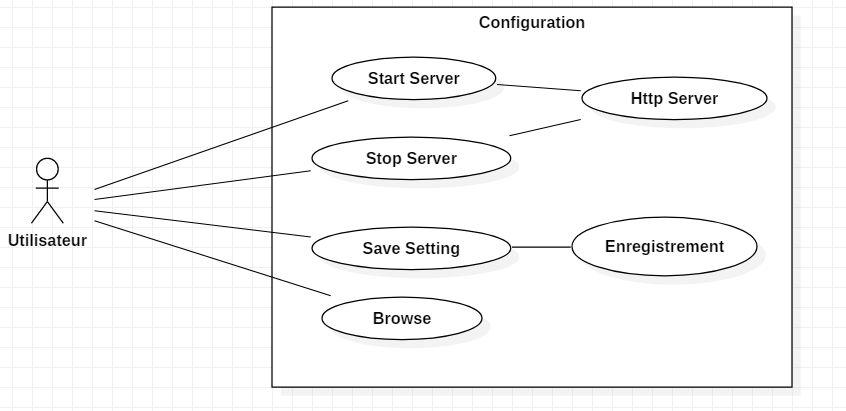 Configuration
Start Server
Http Server
Stop Server
Utilisateur
Save Setting
Enregistrement
Browse